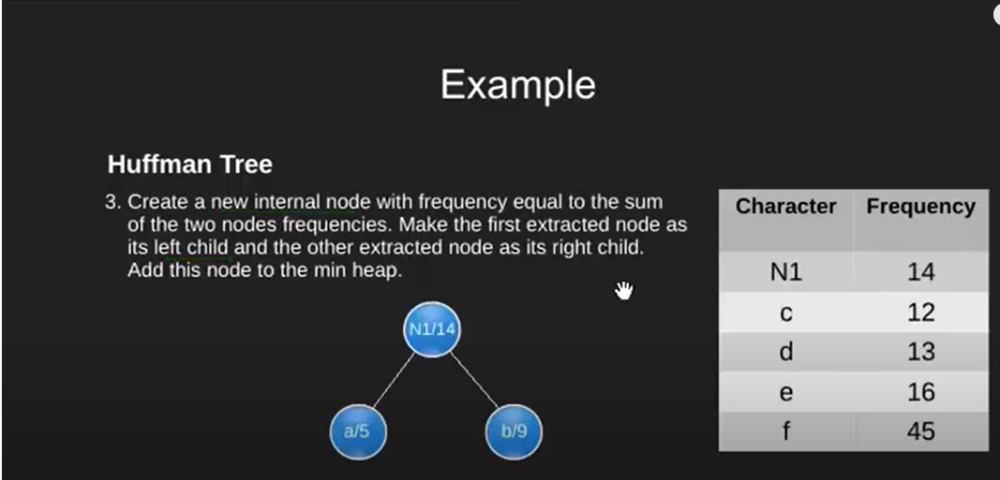 Example
Huffman Tree
3. Create a new internal node with frequency equal to the sum
of the two nodes frequencies. Make the first extracted node as
its left child and the other extracted node as its right child.
Add this node to the min heap.
N1/14
a/5 b/9
Character Frequency
N1 14
c 12
d 13
e 16
f 45